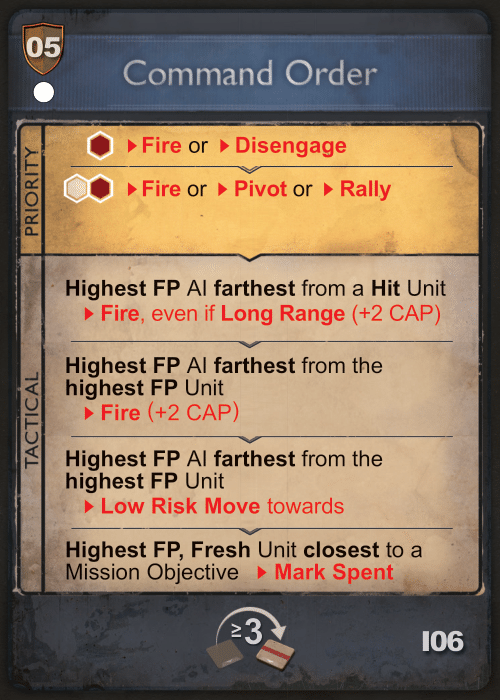 05
Command Order
PRIORITY
Fire or Disengage
Fire or Pivot or Rally
TACTICAL
Highest FP AI farthest from a Hit Unit
Fire, even if Long Range (+2 CAP)
Highest FP AI farthest from the
highest FP Unit
Fire (+2 CAP)
Highest FP AI farthest from the
highest FP Unit
Low Risk Move towards
Highest FP, Fresh Unit closest to a
Mission Objective Mark Spent
≥3
I06